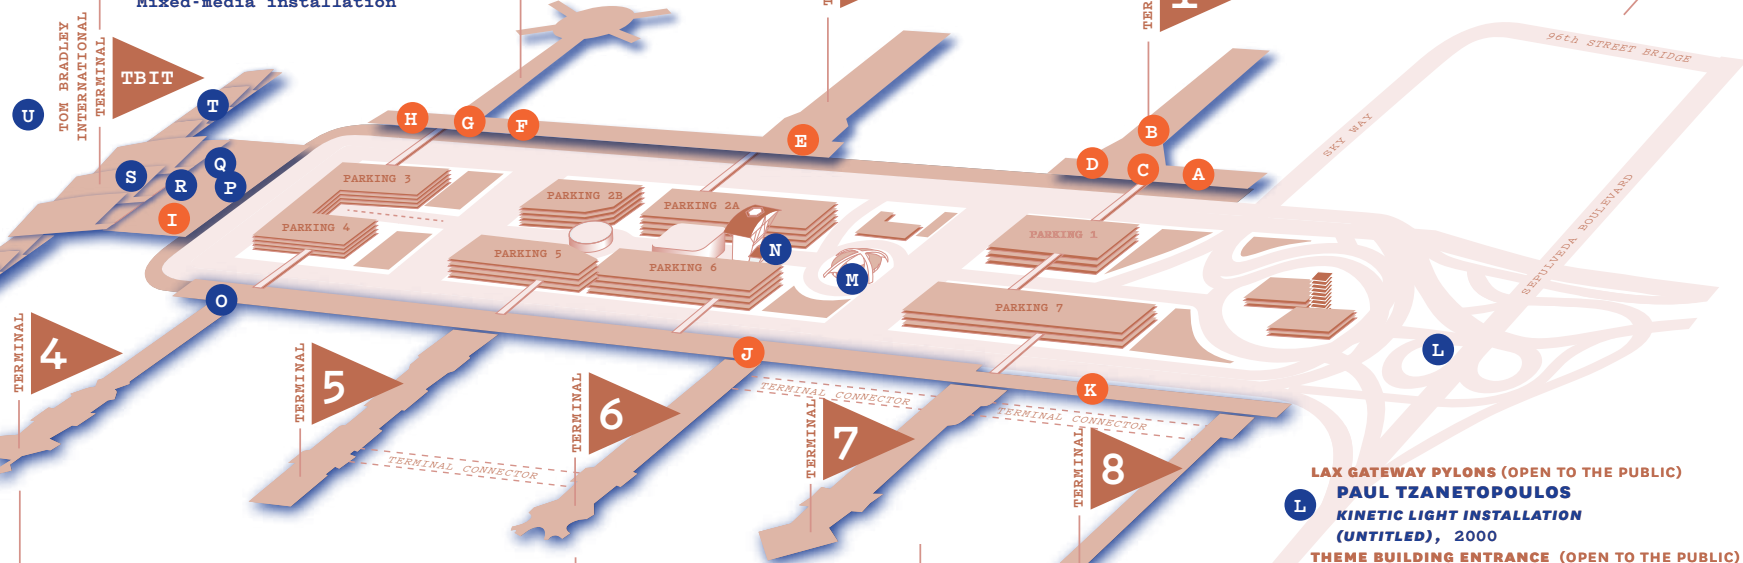 Mixed-media installation
TOM BRADLEY
INTERNATIONAL
TERMINAL
TBIT
U
T
S
R
Q
P
I
H
G
F
E
D
B
C
A
96th STREET BRIDGE
SKY WAY
SEPULVEDA BOULEVARD
PARKING 3
PARKING 2B
PARKING 2A
PARKING 4
PARKING 5
PARKING 6
PARKING 1
PARKING 7
N
M
O
L
J
K
TERMINAL
4
TERMINAL
5
TERMINAL
6
TERMINAL
7
TERMINAL
8
TERMINAL CONNECTOR
TERMINAL CONNECTOR
TERMINAL CONNECTOR
LAX GATEWAY PYLONS (OPEN TO THE PUBLIC)
L
PAUL TZANETOPOULOS
KINETIC LIGHT INSTALLATION
(UNTITLED), 2000
THEME BUILDING ENTRANCE (OPEN TO THE PUBLIC)